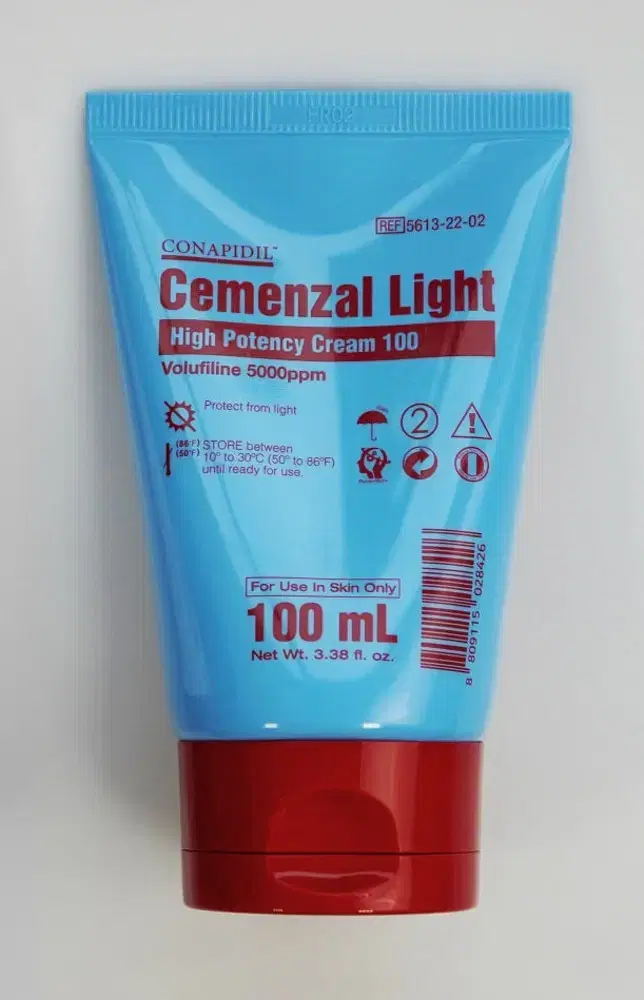 REF 5613-22-02
CONAPIDIL™
Cemenzal Light
High Potency Cream 100
Volufiline 5000ppm
Protect from light
(86°F)
(50°F)
STORE between
10° to 30°C (50° to 86°F)
until ready for use.
2
For Use In Skin Only
100 mL
Net Wt. 3.38 fl. oz.
8 809115 028426